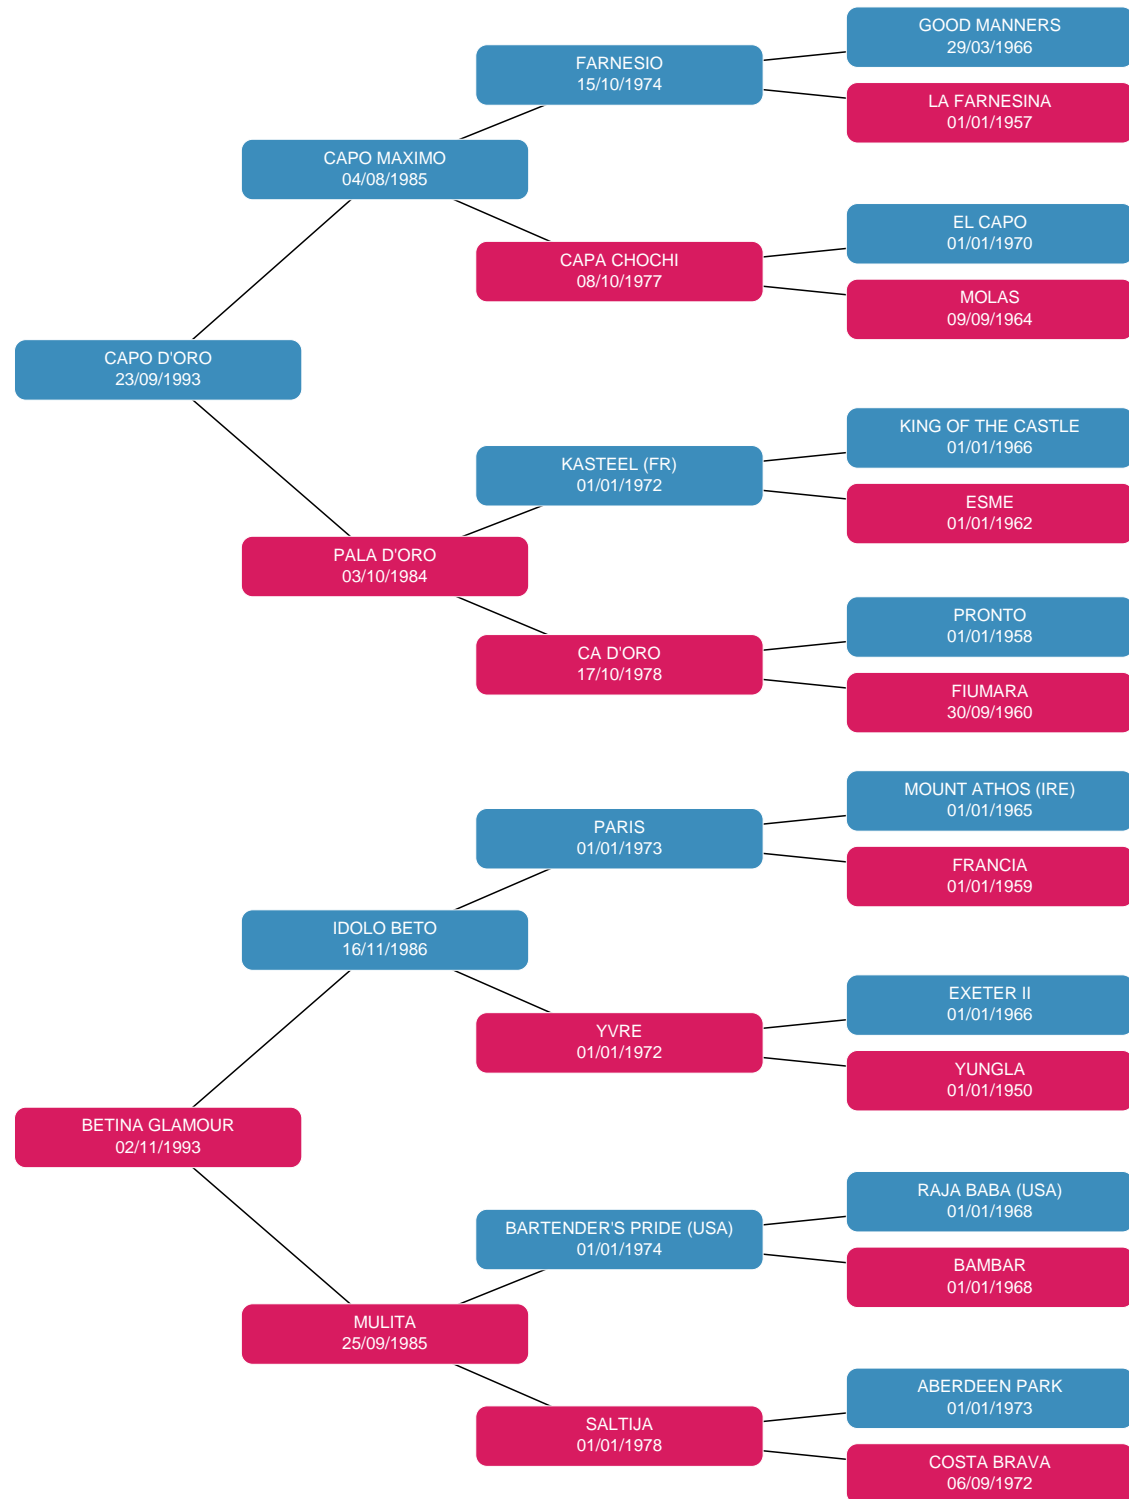 GOOD MANNERS
29/03/1966
FARNESIO
15/10/1974
LA FARNESINA
01/01/1957
CAPO MAXIMO
04/08/1985
EL CAPO
01/01/1970
CAPA CHOCHI
08/10/1977
MOLAS
09/09/1964
CAPO D'ORO
23/09/1993
KING OF THE CASTLE
01/01/1966
KASTEEL (FR)
01/01/1972
ESME
01/01/1962
PALA D'ORO
03/10/1984
PRONTO
01/01/1958
CA D'ORO
17/10/1978
FIUMARA
30/09/1960
MOUNT ATHOS (IRE)
01/01/1965
PARIS
01/01/1973
FRANCIA
01/01/1959
IDOLO BETO
16/11/1986
EXETER II
01/01/1966
YVRE
01/01/1972
YUNGLA
01/01/1950
BETINA GLAMOUR
02/11/1993
RAJA BABA (USA)
01/01/1968
BARTENDER'S PRIDE (USA)
01/01/1974
BAMBAR
01/01/1968
MULITA
25/09/1985
ABERDEEN PARK
01/01/1973
SALTIJA
01/01/1978
COSTA BRAVA
06/09/1972